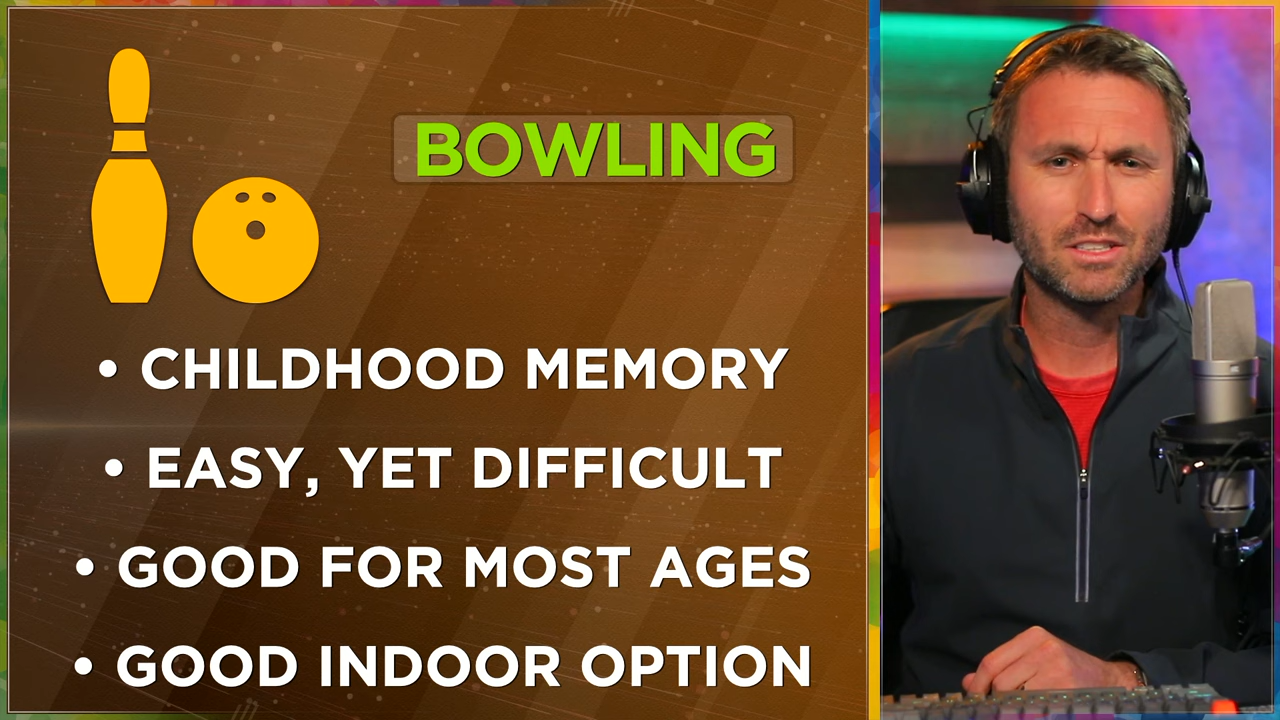 BOWLING
• CHILDHOOD MEMORY
• EASY, YET DIFFICULT
• GOOD FOR MOST AGES
• GOOD INDOOR OPTION